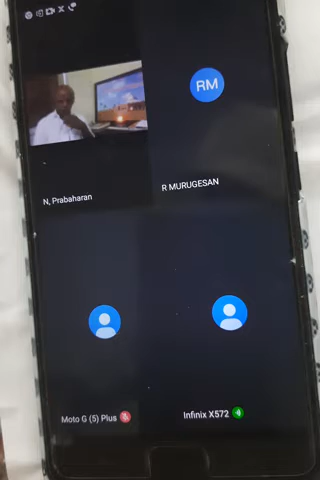 RM
N, Prabaharan
R MURUGESAN
Moto G (5) Plus
Infinix X572